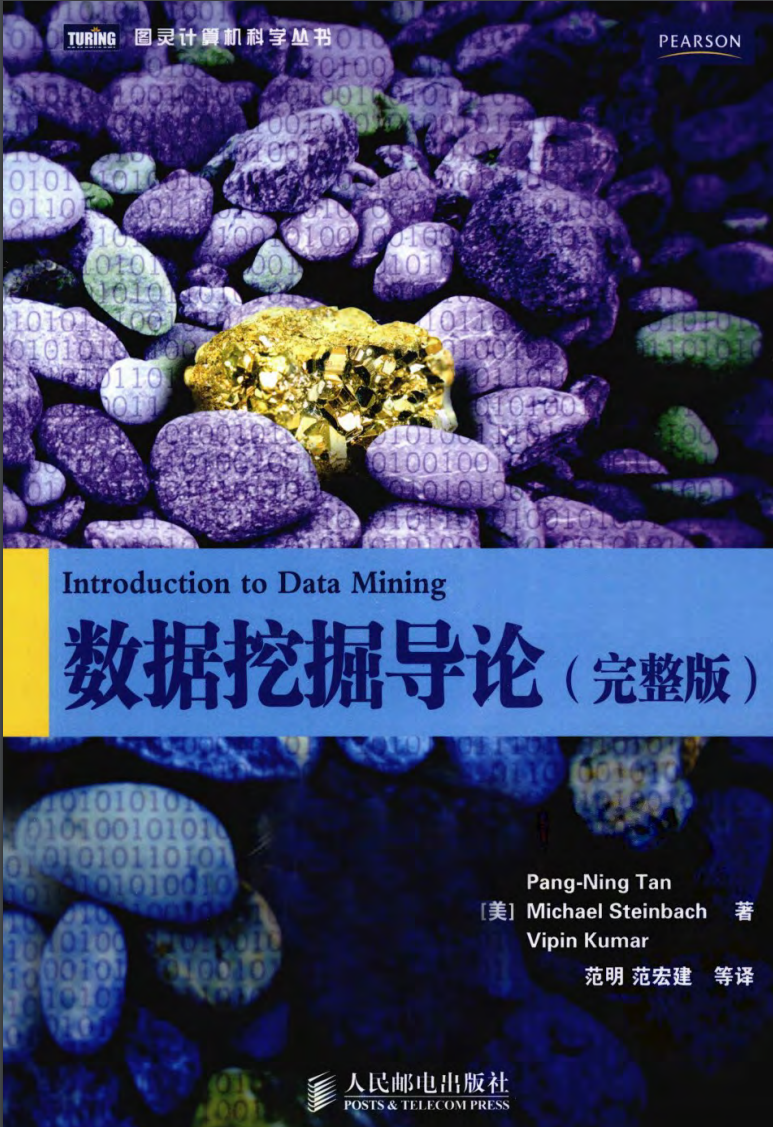 TURING 图灵计算机科学丛书
PEARSON
Introduction to Data Mining
数据挖掘导论（完整版）
Pang-Ning Tan
[美] Michael Steinbach 著
Vipin Kumar
范明 范宏建 等译
人民邮电出版社
POSTS & TELECOM PRESS